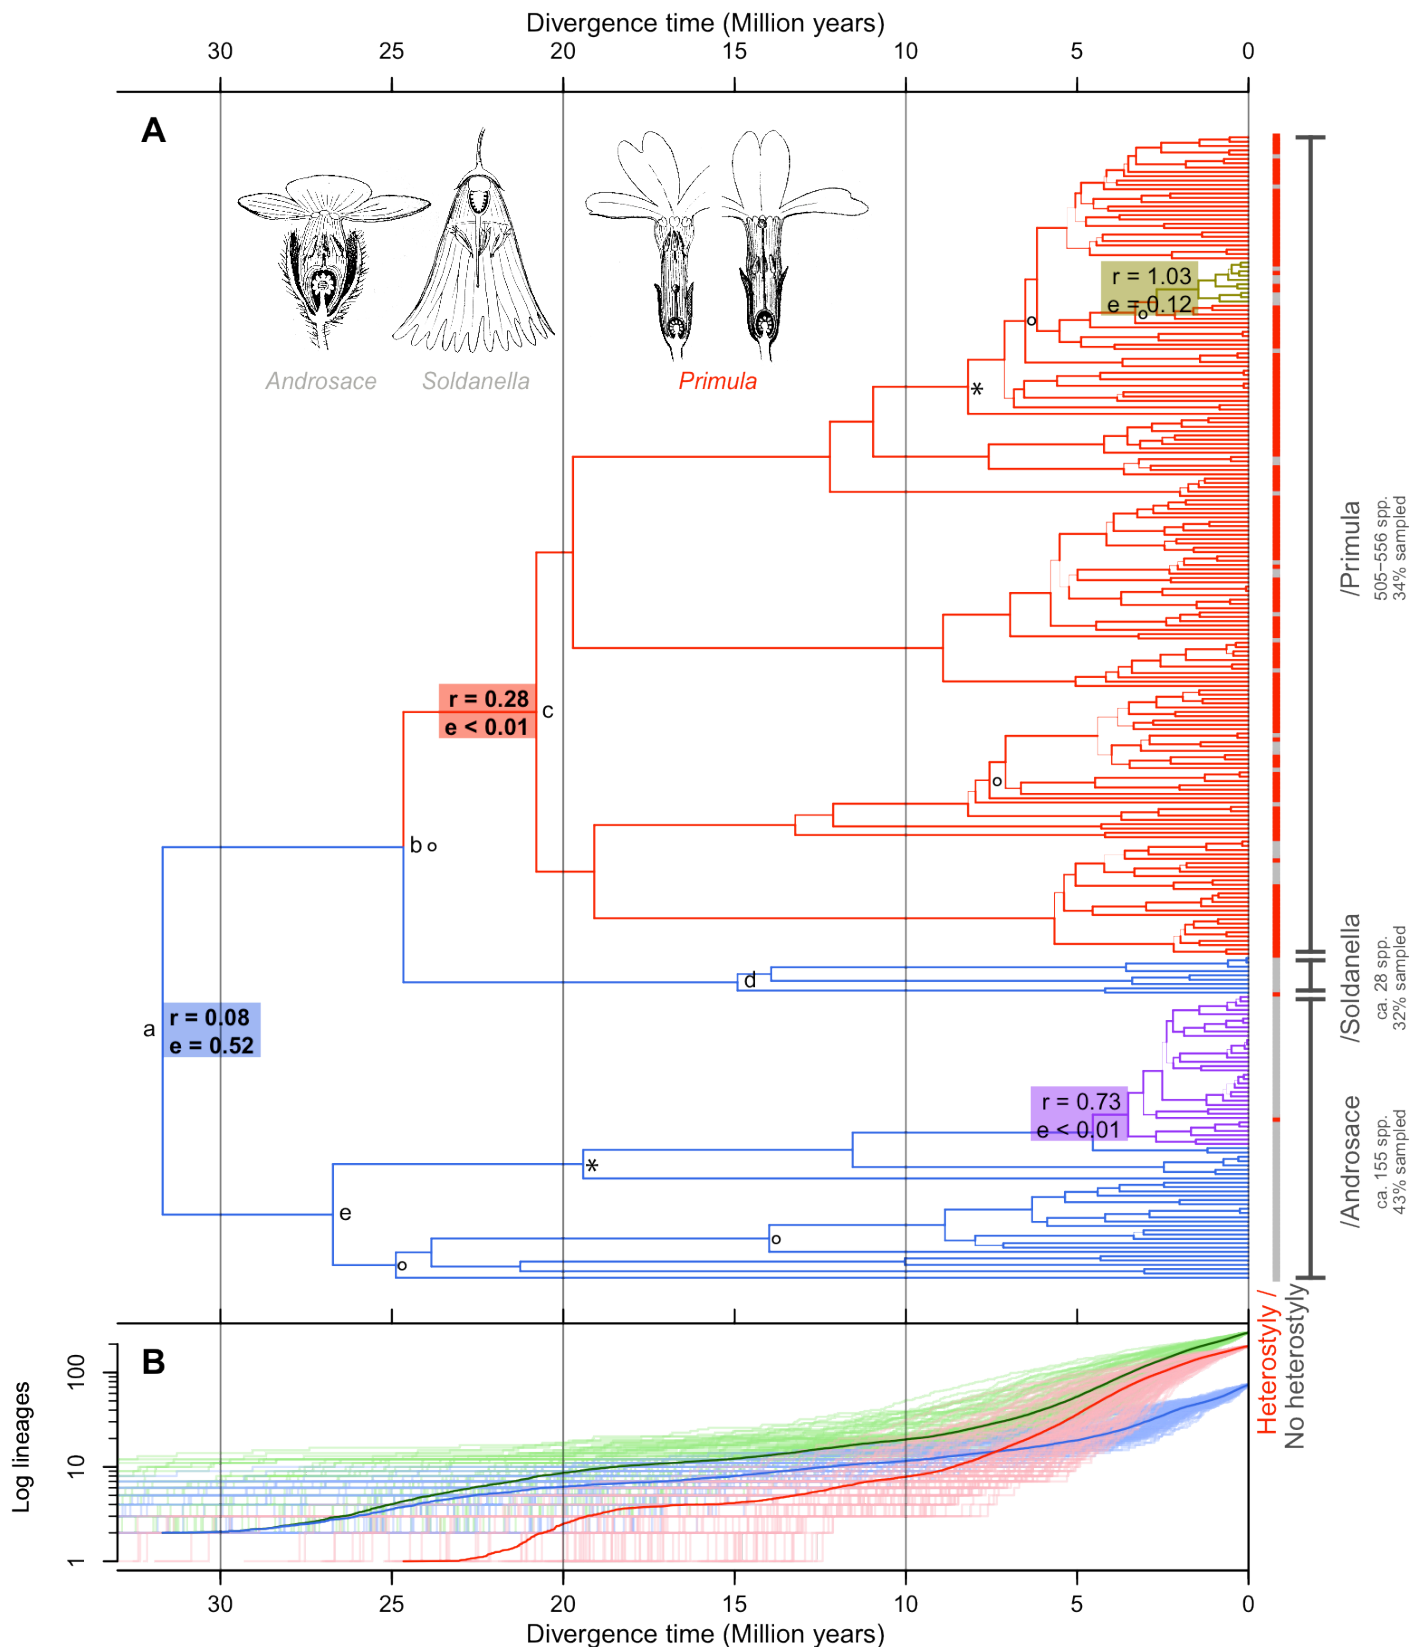 Divergence time (Million years)
30 25 20 15 10 5 0
A
r = 1.03
e = 0.12
o
o
Androsace Soldanella Primula
*
/Primula
505−556 spp.
34% sampled
r = 0.28
e < 0.01
c
o
b o
d
/Soldanella
ca. 28 spp.
32% sampled
a
r = 0.08
e = 0.52
r = 0.73
e < 0.01
/Androsace
ca. 155 spp.
43% sampled
*
e
o
o
Heterostyly /
No heterostyly
B
Log lineages
100
10
1
30 25 20 15 10 5 0
Divergence time (Million years)